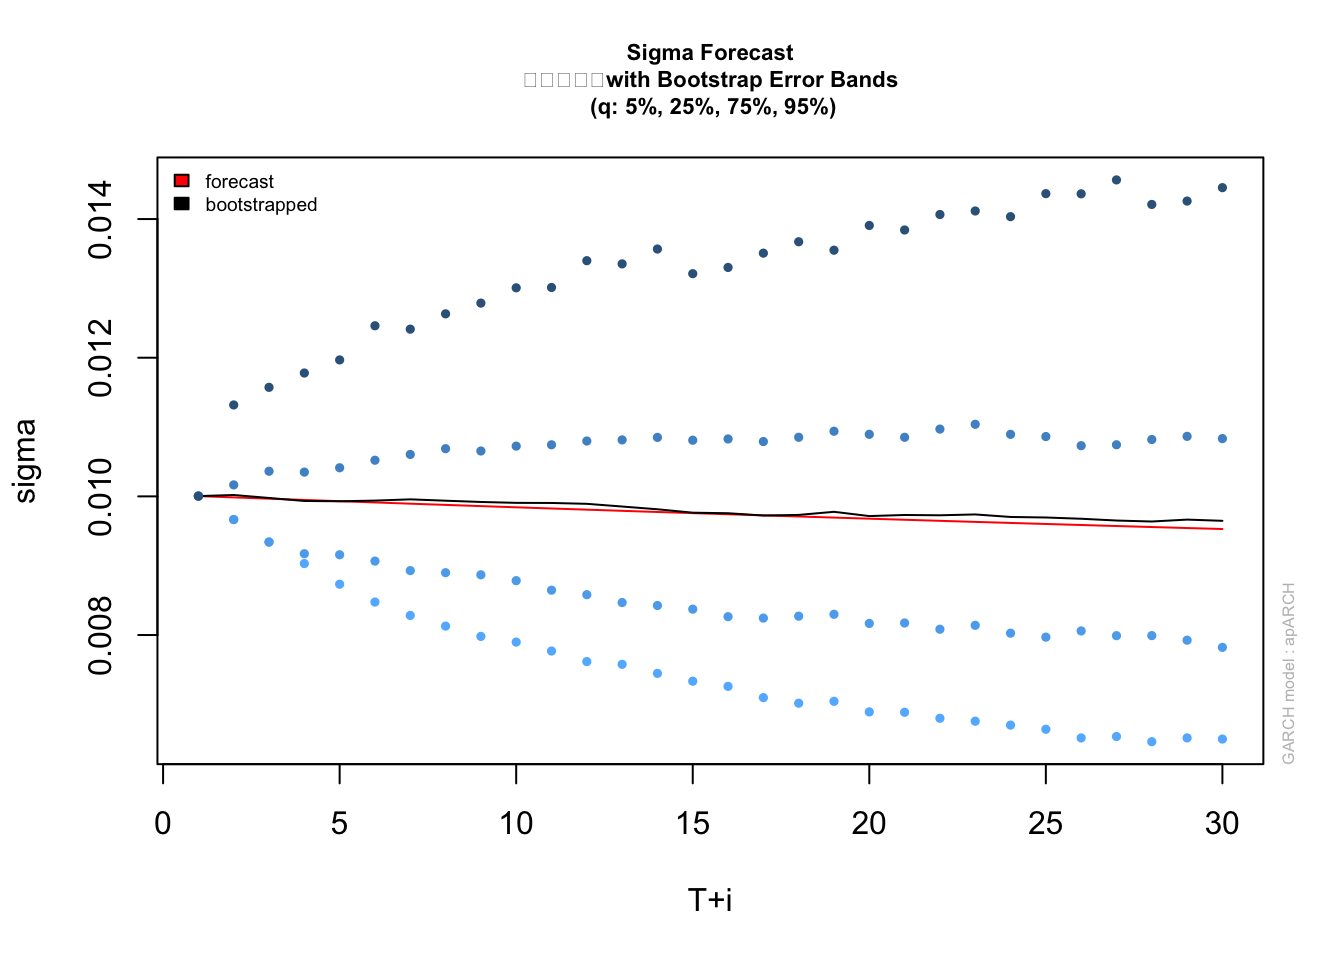 Sigma Forecast
with Bootstrap Error Bands
(q: 5%, 25%, 75%, 95%)
forecast
bootstrapped
0.014
0.012
0.010
0.008
sigma
0
5
10
15
20
25
30
T+i
GARCH model : apARCH